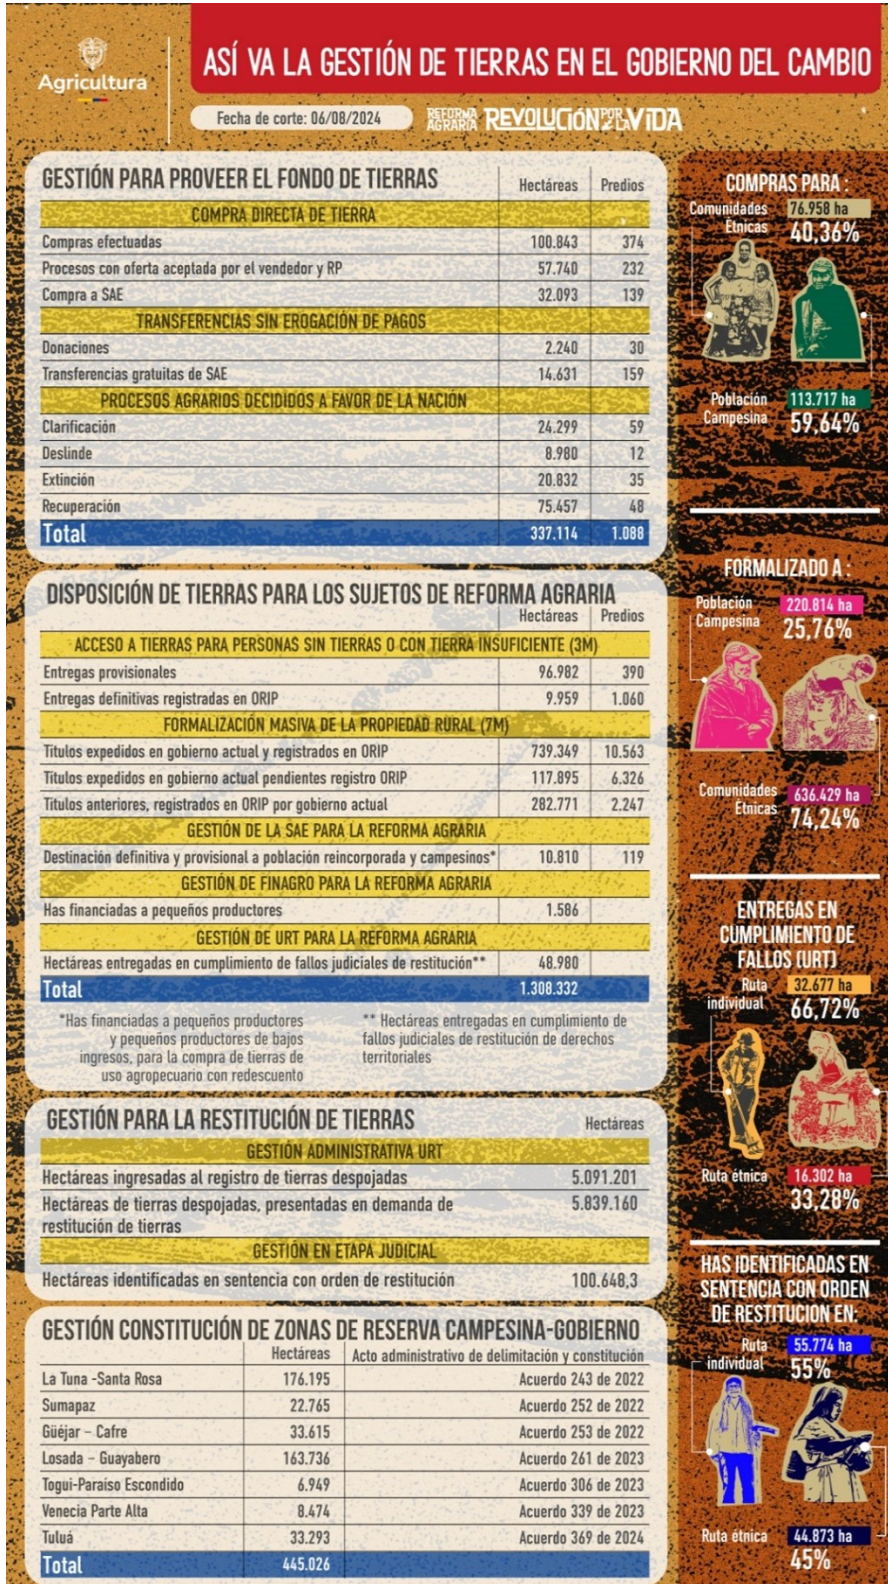 Agricultura
ASÍ VA LA GESTIÓN DE TIERRAS EN EL GOBIERNO DEL CAMBIO
Fecha de corte: 06/08/2024
REFORMA AGRARIA REVOLUCIÓN POR LA VIDA
GESTIÓN PARA PROVEER EL FONDO DE TIERRAS Hectáreas Predios
COMPRA DIRECTA DE TIERRA
Compras efectuadas 100.843 374
Procesos con oferta aceptada por el vendedor y RP 57.740 232
Compra a SAE 32.093 139
TRANSFERENCIAS SIN EROGACIÓN DE PAGOS
Donaciones 2.240 30
Transferencias gratuitas de SAE 14.631 159
PROCESOS AGRARIOS DECIDIDOS A FAVOR DE LA NACIÓN
Clarificación 24.299 59
Deslinde 8.980 12
Extinción 20.832 35
Recuperación 75.457 48
Total 337.114 1.088
COMPRAS PARA :
Comunidades 76.958 ha
Étnicas 40,36%
Población 113.717 ha
Campesina 59,64%
DISPOSICIÓN DE TIERRAS PARA LOS SUJETOS DE REFORMA AGRARIA
Hectáreas Predios
ACCESO A TIERRAS PARA PERSONAS SIN TIERRAS O CON TIERRA INSUFICIENTE (3M)
Entregas provisionales 96.982 390
Entregas definitivas registradas en ORIP 9.959 1.060
FORMALIZACIÓN MASIVA DE LA PROPIEDAD RURAL (7M)
Titulos expedidos en gobierno actual y registrados en ORIP 739.349 10.563
Titulos expedidos en gobierno actual pendientes registro ORIP 117.895 6.326
Titulos anteriores, registrados en ORIP por gobierno actual 282.771 2.247
GESTIÓN DE LA SAE PARA LA REFORMA AGRARIA
Destinación definitiva y provisional a población reincorporada y campesinos* 10.810 119
GESTIÓN DE FINAGRO PARA LA REFORMA AGRARIA
Has financiadas a pequeños productores 1.586
GESTIÓN DE URT PARA LA REFORMA AGRARIA
Hectáreas entregadas en cumplimiento de fallos judiciales de restitución** 48.980
Total 1.308.332
*Has financiadas a pequeños productores
y pequeños productores de bajos
ingresos, para la compra de tierras de
uso agropecuario con redescuento
** Hectáreas entregadas en cumplimiento de
fallos judiciales de restitución de derechos
territoriales
FORMALIZADO A :
Población 220.814 ha
Campesina 25,76%
Comunidades 636.429 ha
Étnicas 74,24%
ENTREGAS EN
CUMPLIMIENTO DE
FALLOS (URT)
Ruta 32.677 ha
individual 66,72%
Ruta étnica 16.302 ha
33,28%
GESTIÓN PARA LA RESTITUCIÓN DE TIERRAS Hectáreas
GESTIÓN ADMINISTRATIVA URT
Hectáreas ingresadas al registro de tierras despojadas 5.091.201
Hectáreas de tierras despojadas, presentadas en demanda de 5.839.160
restitución de tierras
GESTIÓN EN ETAPA JUDICIAL
Hectáreas identificadas en sentencia con orden de restitución 100.648,3
HAS IDENTIFICADAS EN
SENTENCIA CON ORDEN
DE RESTITUCION EN:
Ruta 55.774 ha
individual 55%
Ruta étnica 44.873 ha
45%
GESTIÓN CONSTITUCIÓN DE ZONAS DE RESERVA CAMPESINA-GOBIERNO
Hectáreas Acto administrativo de delimitación y constitución
La Tuna -Santa Rosa 176.195 Acuerdo 243 de 2022
Sumapaz 22.765 Acuerdo 252 de 2022
Güéjar – Cafre 33.615 Acuerdo 253 de 2022
Losada – Guayabero 163.736 Acuerdo 261 de 2023
Togui-Paraiso Escondido 6.949 Acuerdo 306 de 2023
Venecia Parte Alta 8.474 Acuerdo 339 de 2023
Tuluá 33.293 Acuerdo 369 de 2024
Total 445.026